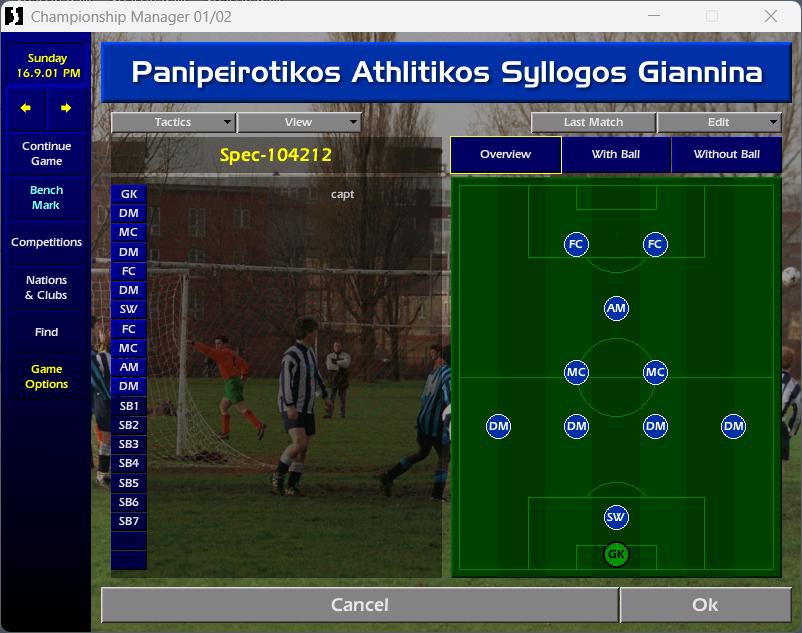 Championship Manager 01/02
Sunday
16.9.01 PM
Continue
Game
Bench
Mark
Competitions
Nations
& Clubs
Find
Game
Options
Panipeirotikos Athlitikos Syllogos Giannina
Tactics
View
Last Match
Edit
Spec-104212
Overview
With Ball
Without Ball
GK
capt
DM
MC
DM
FC
DM
SW
FC
MC
AM
DM
SB1
SB2
SB3
SB4
SB5
SB6
SB7
FC FC
AM
MC MC
DM DM DM DM
SW
GK
Cancel
Ok